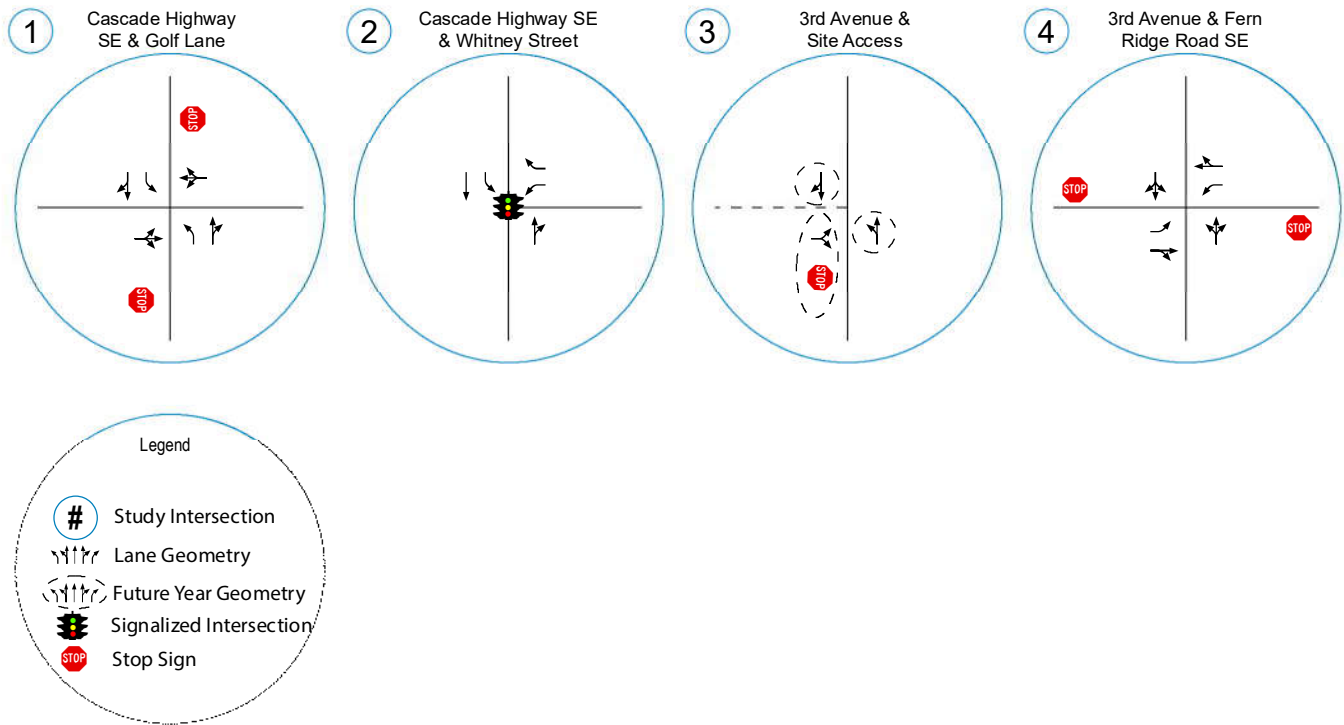 1
Cascade Highway
SE & Golf Lane
STOP
STOP
2
Cascade Highway SE
& Whitney Street
3
3rd Avenue &
Site Access
STOP
4
3rd Avenue & Fern
Ridge Road SE
STOP
STOP
Legend
# Study Intersection
Lane Geometry
Future Year Geometry
Signalized Intersection
STOP Stop Sign